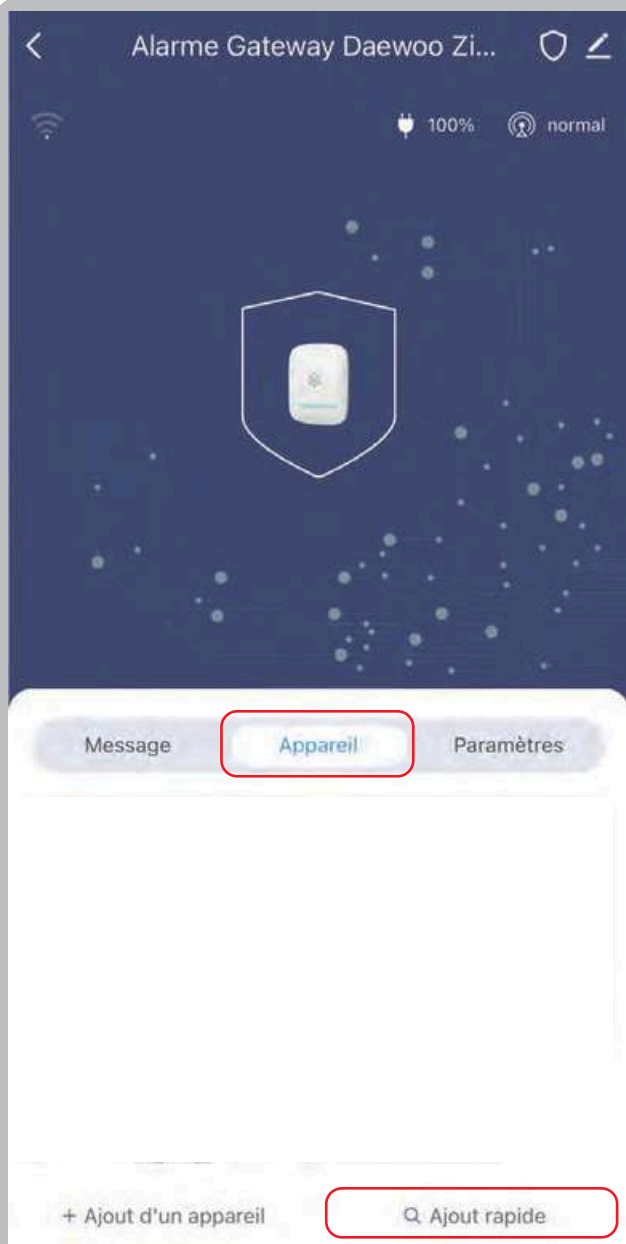 Alarme Gateway Daewoo Zi...
100% normal
Message Appareil Paramètres
+ Ajout d'un appareil Ajout rapide